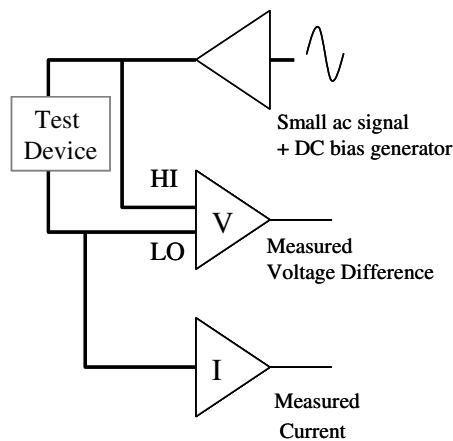 Small ac signal
+ DC bias generator
Test
Device
HI
V
LO
Measured
Voltage Difference
I
Measured
Current